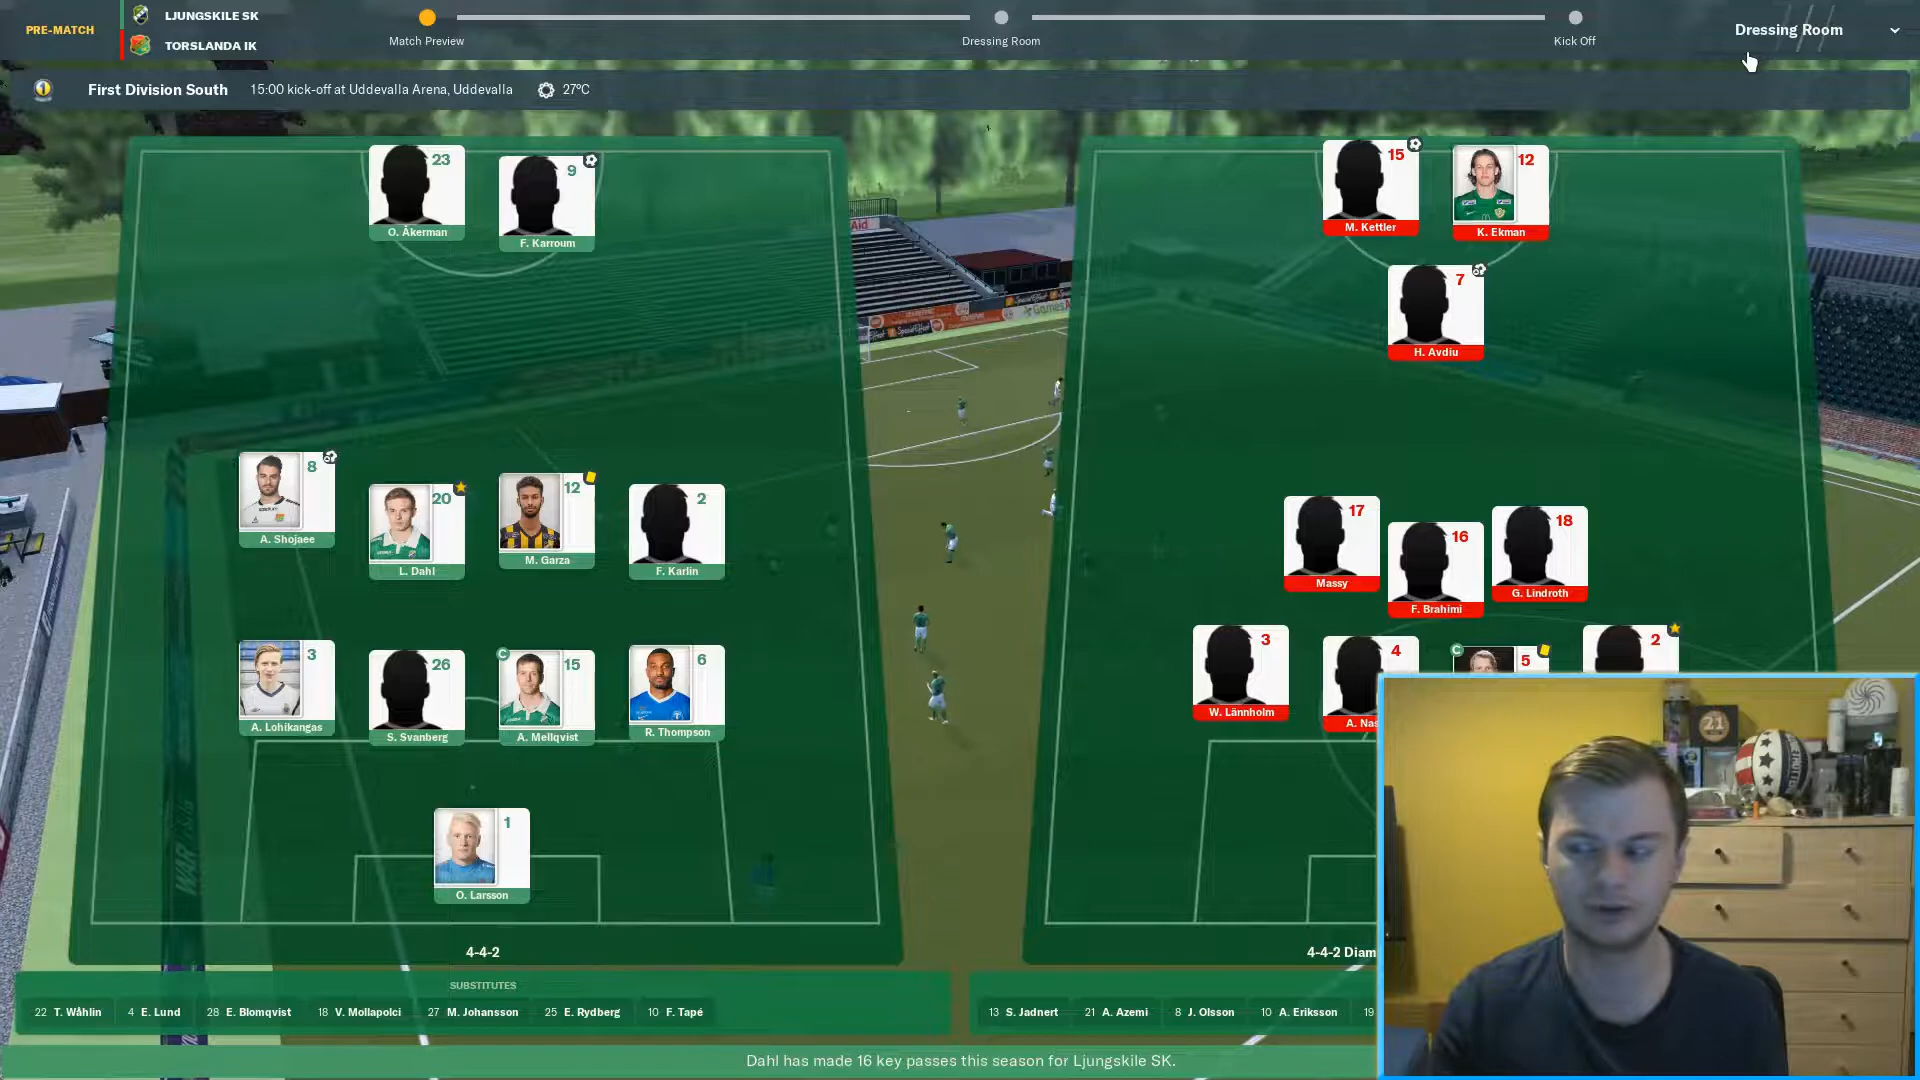 PRE-MATCH
LJUNGSKILE SK
TORSLANDA IK
Match Preview
Dressing Room
Kick Off
Dressing Room
First Division South
15:00 kick-off at Uddevalla Arena, Uddevalla
27°C
23
O. Åkerman
9
F. Karroum
8
A. Shojaee
20
L. Dahl
12
M. Garza
2
F. Karlin
3
A. Lohikangas
26
S. Svanberg
C
15
A. Mellqvist
6
R. Thompson
1
O. Larsson
4-4-2
SUBSTITUTES
22 T. Wåhlin
4 E. Lund
28 E. Blomqvist
18 V. Mollapolci
27 M. Johansson
25 E. Rydberg
10 F. Tapé
15
M. Kettler
12
K. Ekman
7
H. Avdiu
17
Massy
16
F. Brahimi
18
G. Lindroth
3
W. Lännholm
4
A. Nas
C
5
2
4-4-2 Diam
13 S. Jadnert
21 A. Azemi
8 J. Olsson
10 A. Eriksson
19
Dahl has made 16 key passes this season for Ljungskile SK.
21